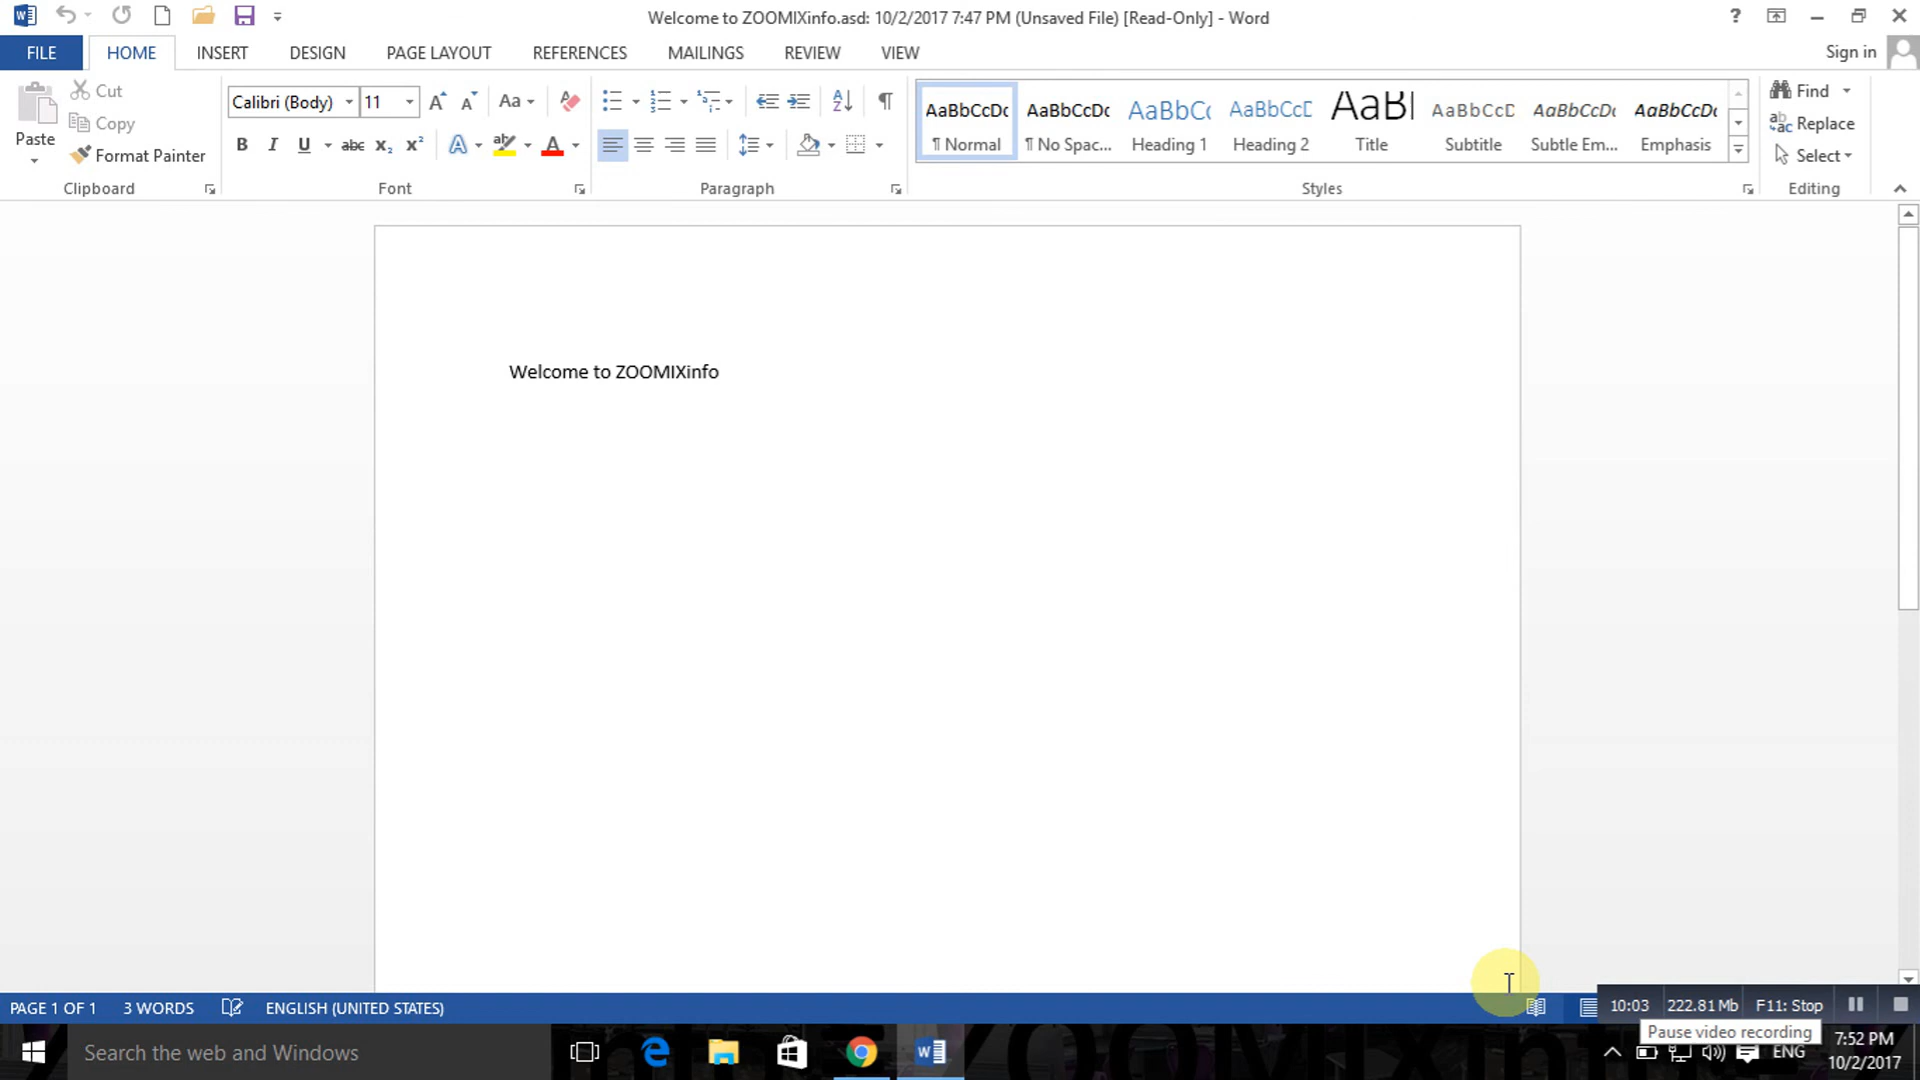 Welcome to ZOOMIXinfo.asd: 10/2/2017 7:47 PM (Unsaved File) [Read-Only] - Word
?
FILE HOME INSERT DESIGN PAGE LAYOUT REFERENCES MAILINGS REVIEW VIEW Sign in
Paste
Cut
Copy
Format Painter
Clipboard
Calibri (Body) 11
Aa
B I U abc x₂ x² A A
Font
Paragraph
AaBbCcDc AaBbCcDc AaBbCc AaBbCcD AaBl AaBbCcD AaBbCcDc AaBbCcDc
¶ Normal ¶ No Spac... Heading 1 Heading 2 Title Subtitle Subtle Em... Emphasis
Styles
Find
Replace
Select
Editing
Welcome to ZOOMIXinfo
PAGE 1 OF 1 3 WORDS ENGLISH (UNITED STATES)
10:03 222.81 Mb F11: Stop
Pause video recording
Search the web and Windows
ENG
7:52 PM
10/2/2017